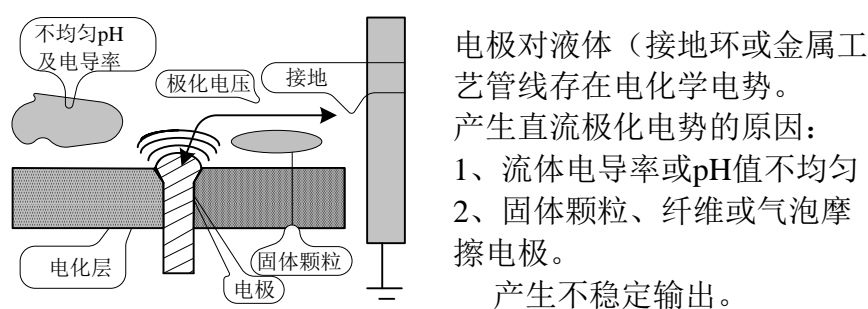 不均匀pH
及电导率
极化电压
接地
电化层
电极
固体颗粒
电极对液体（接地环或金属工
艺管线存在电化学电势。
产生直流极化电势的原因：
1、流体电导率或pH值不均匀
2、固体颗粒、纤维或气泡摩
擦电极。
产生不稳定输出。